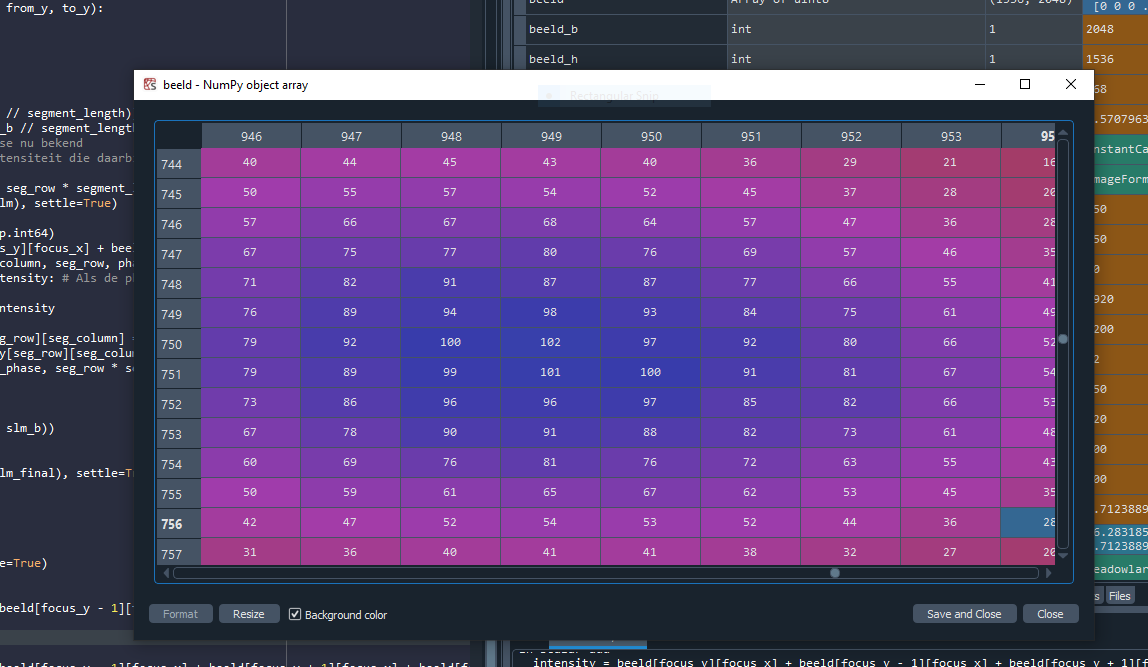 from_y, to_y):
beeld_b int 1 2048
beeld_h int 1 1536
beeld - NumPy object array
Rectangular Snip
// segment_length)
_b // segment_length
se nu bekend
tensiteit die daarbi
seg_row * segment_l
lm), settle=True)
p.int64)
s_y][focus_x] + beel
column, seg_row, pha
tensity: # Als de ph
ntensity
g_row][seg_column] =
y[seg_row][seg_colum
_phase, seg_row * se
slm_b))
lm_final), settle=Tr
e=True)
beeld[focus_y - 1][f
946 947 948 949 950 951 952 953 95
744 40 44 45 43 40 36 29 21 16
745 50 55 57 54 52 45 37 28 20
746 57 66 67 68 64 57 47 36 28
747 67 75 77 80 76 69 57 46 35
748 71 82 91 87 87 77 66 55 41
749 76 89 94 98 93 84 75 61 49
750 79 92 100 102 97 92 80 66 52
751 79 89 99 101 100 91 81 67 54
752 73 86 96 96 97 85 82 66 53
753 67 78 90 91 88 82 73 61 48
754 60 69 76 81 76 72 63 55 43
755 50 59 61 65 67 62 53 45 35
756 42 47 52 54 53 52 44 36 28
757 31 36 40 41 41 38 32 27 20
Format Resize Background color Save and Close Close
68
.5707963
nstantCa
mageForm
50
50
0
920
200
2
50
20
00
00
.7123889
6.283185
.7123889
eadowlar
s Files
intensity = beeld[focus_y][focus_x] + beeld[focus_y - 1][focus_x] + beeld[focus_y + 1][f